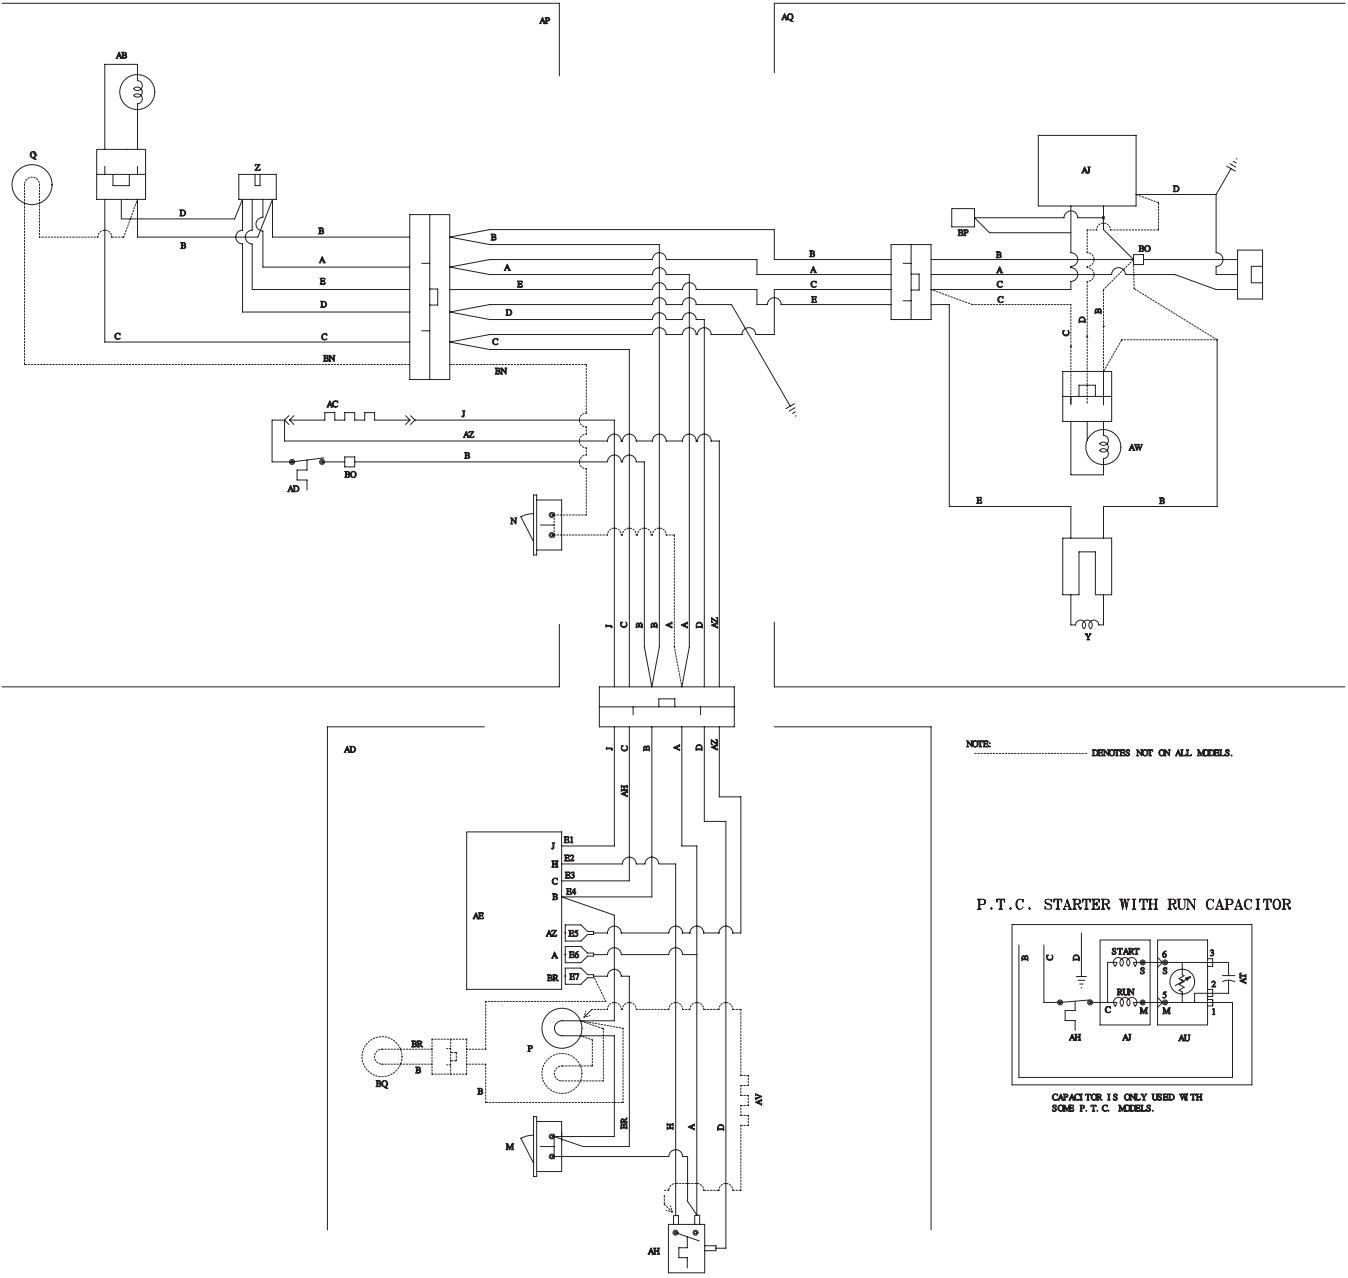 AP
AQ
AB
Q
Z
AJ
D
D
BP
B
B
B
BO
B
B
A
A
A
A
E
E
C
C
D
D
E
C
C
C
C
D
B
C
BN
BN
AC
J
AZ
B
AD
BO
AW
N
E
B
J
C
B
B
A
A
D
AZ
Y
AD
J
C
B
A
D
AZ
NOTE:
DENOTES NOT ON ALL MODELS.
AH
J E1
H E2
C E3
B E4
AE
AZ E5
A E6
BR E7
P.T.C. STARTER WITH RUN CAPACITOR
B
C
D
START
S
6
S
3
RUN
C
M
5
M
2
1
AT
AH
AJ
AU
CAPACITOR IS ONLY USED WITH
SOME P. T. C. MODELS.
P
BR
B
BQ
B
AV
M
BR
H
A
D
AH